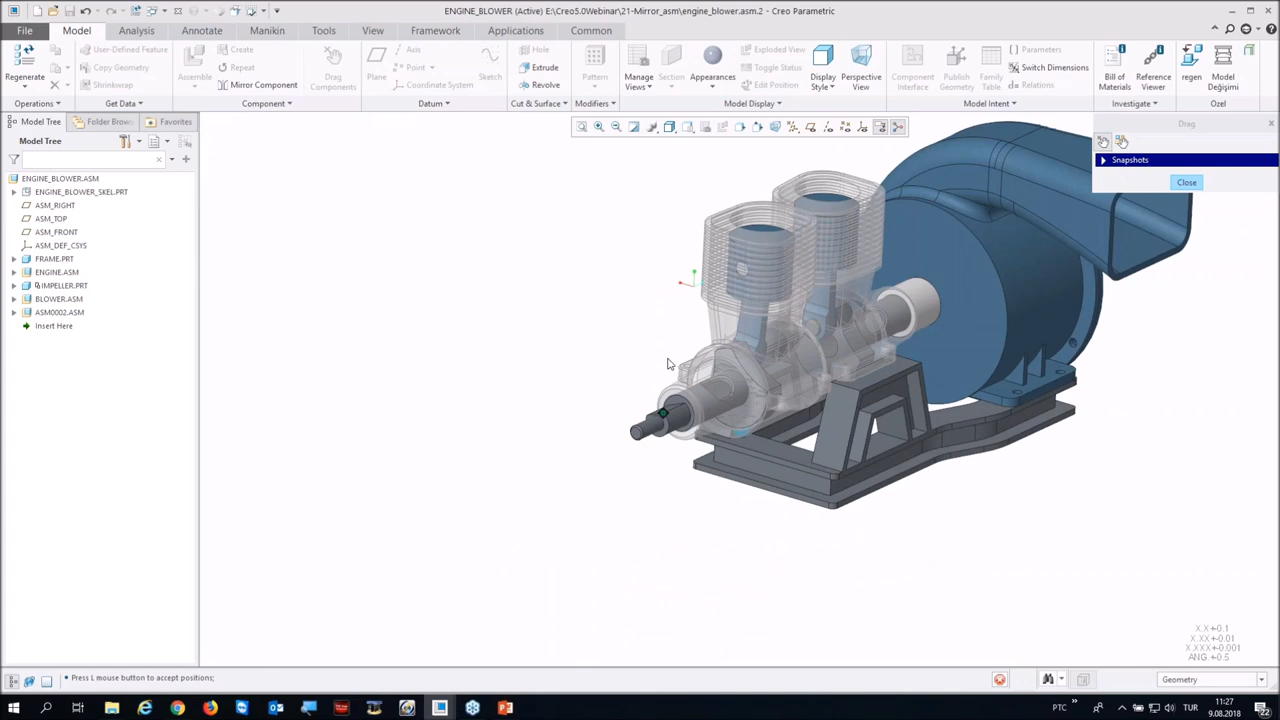 ENGINE_BLOWER (Active) E:\Creo5.0Webinar\21-Mirror_asm\engine_blower.asm.2 - Creo Parametric
File Model Analysis Annotate Manikin Tools View Framework Applications Common
Regenerate
User-Defined Feature
Copy Geometry
Shrinkwrap
Assemble
Create
Repeat
Mirror Component
Drag Components
Plane
Axis
Point
Coordinate System
Sketch
Hole
Extrude
Revolve
Pattern
Manage Views
Section
Appearances
Exploded View
Toggle Status
Edit Position
Display Style
Perspective View
Component Interface
Publish Geometry
Family Table
Parameters
Switch Dimensions
Relations
Bill of Materials
Reference Viewer
regen
Model Değişimi
Operations Get Data Component Datum Cut & Surface Modifiers Model Display Model Intent Investigate Ozel
Model Tree Folder Brows Favorites
Model Tree
ENGINE_BLOWER.ASM
ENGINE_BLOWER_SKEL.PRT
ASM_RIGHT
ASM_TOP
ASM_FRONT
ASM_DEF_CSYS
FRAME.PRT
ENGINE.ASM
IMPELLER.PRT
BLOWER.ASM
ASM0002.ASM
Insert Here
Drag
Snapshots
Close
X.X +-0.1
X.XX +-0.01
X.XXX +-0.001
ANG. +-0.5
• Press L mouse button to accept positions;
Geometry
PTC
TUR
11:27
9.08.2018
22